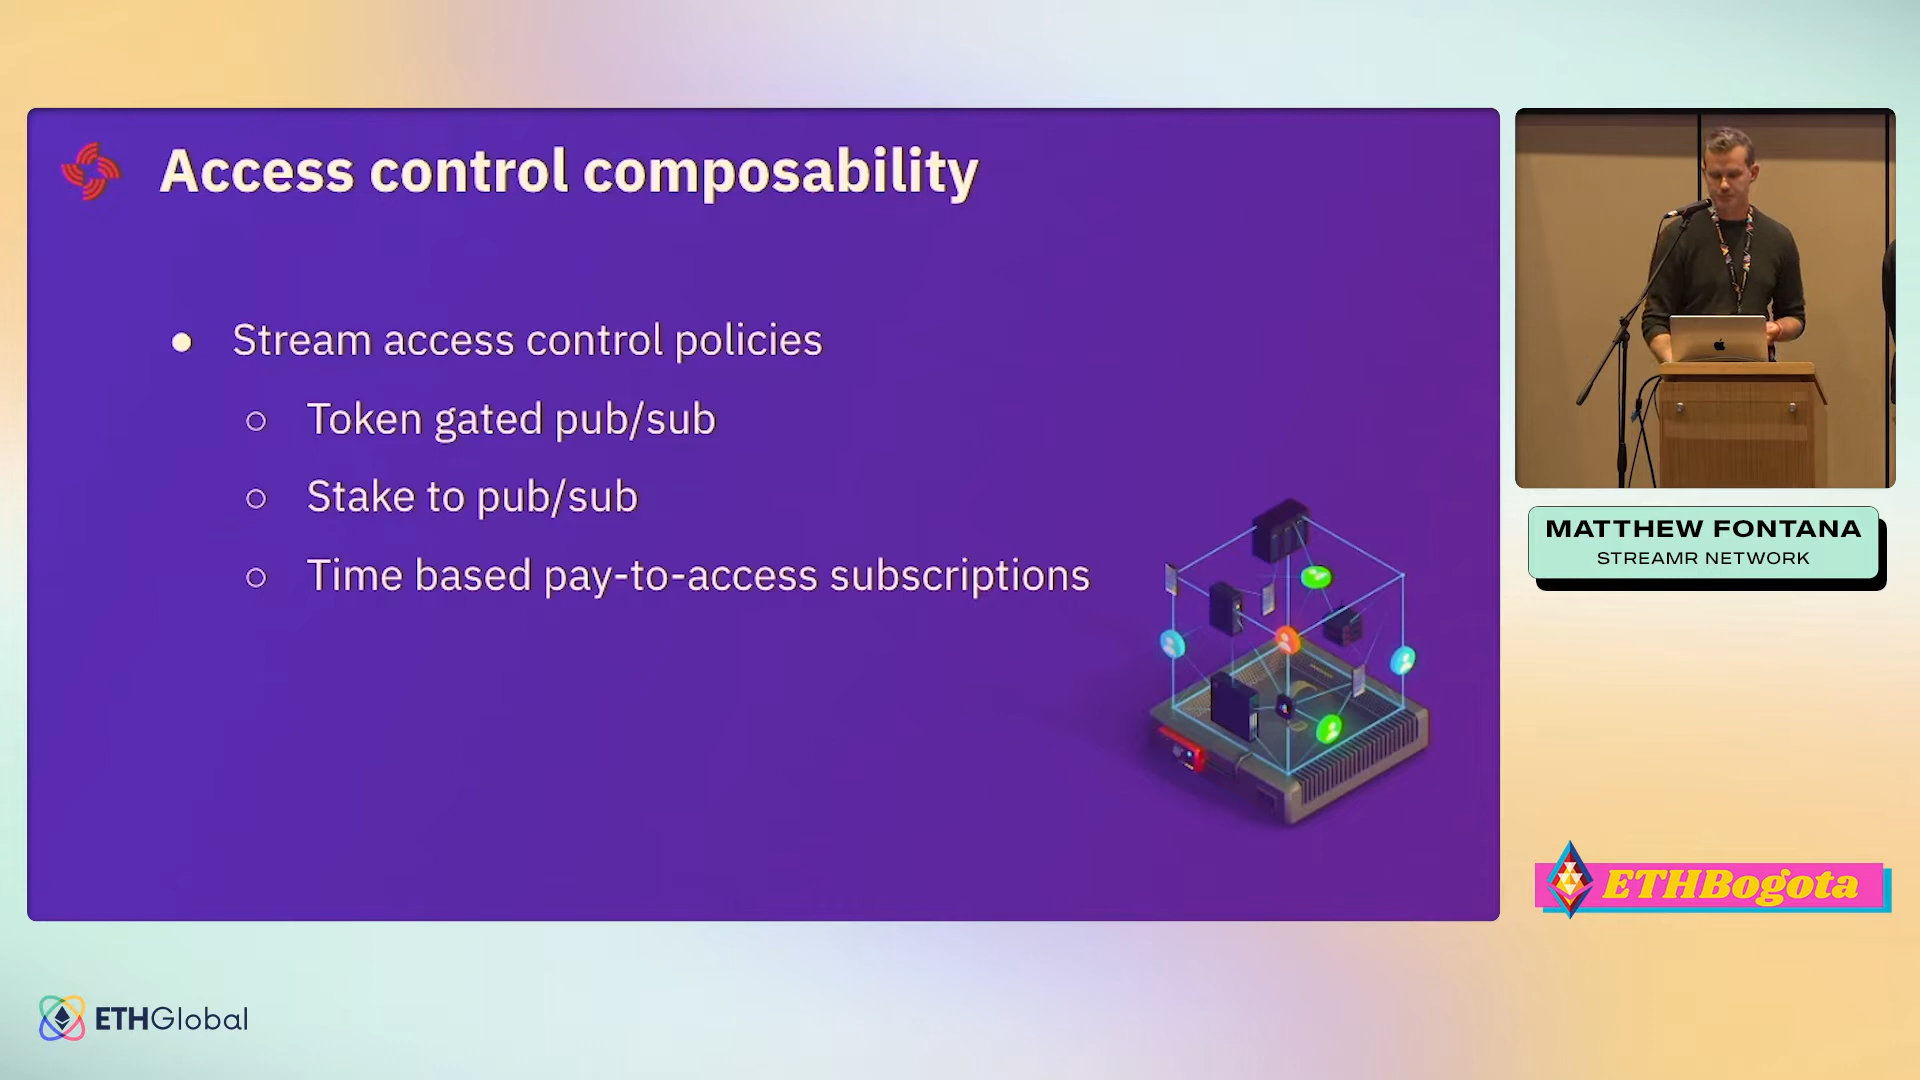 Access control composability
● Stream access control policies
○ Token gated pub/sub
○ Stake to pub/sub
○ Time based pay-to-access subscriptions
MATTHEW FONTANA
STREAMR NETWORK
ETHBogota
ETHGlobal